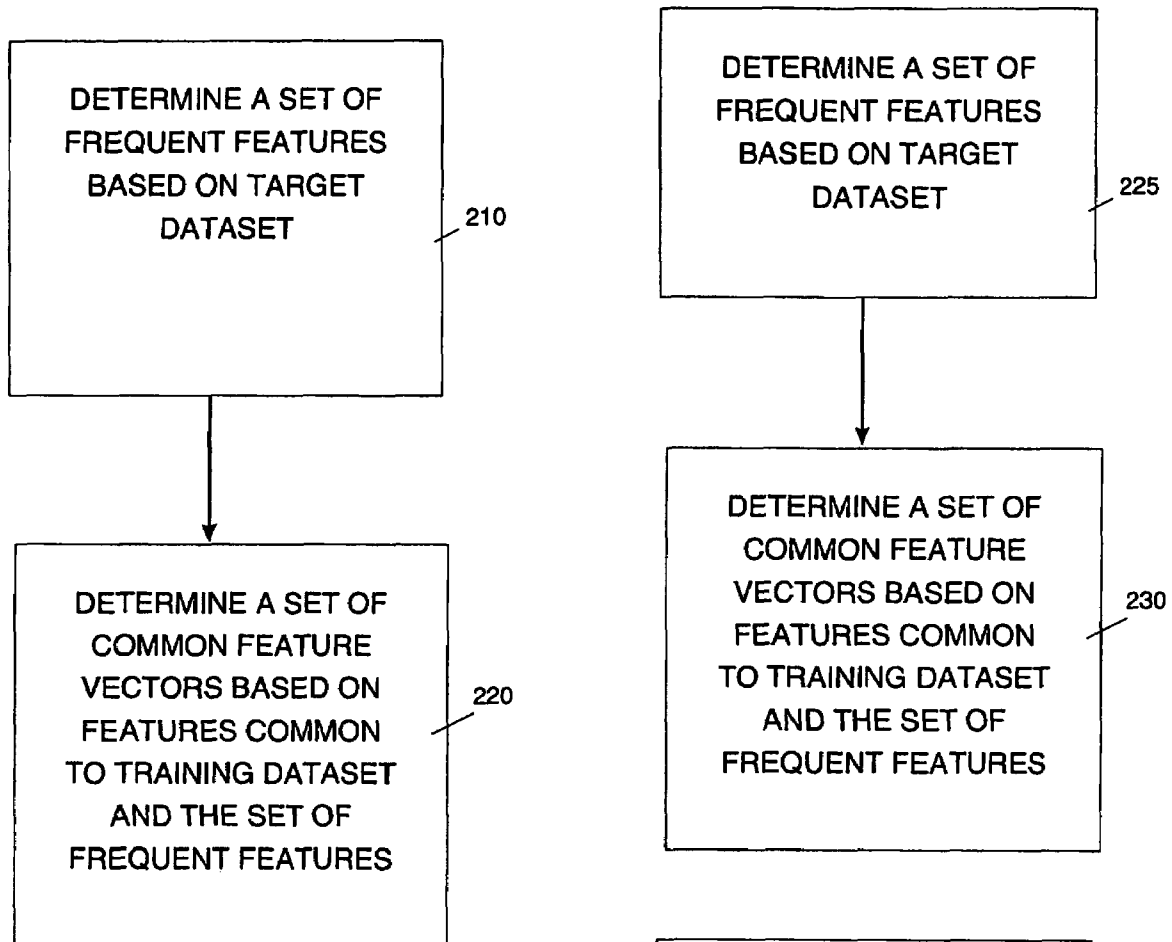 DETERMINE A SET OF
FREQUENT FEATURES
BASED ON TARGET
DATASET
210
DETERMINE A SET OF
COMMON FEATURE
VECTORS BASED ON
FEATURES COMMON
TO TRAINING DATASET
AND THE SET OF
FREQUENT FEATURES
220
DETERMINE A SET OF
FREQUENT FEATURES
BASED ON TARGET
DATASET
225
DETERMINE A SET OF
COMMON FEATURE
VECTORS BASED ON
FEATURES COMMON
TO TRAINING DATASET
AND THE SET OF
FREQUENT FEATURES
230